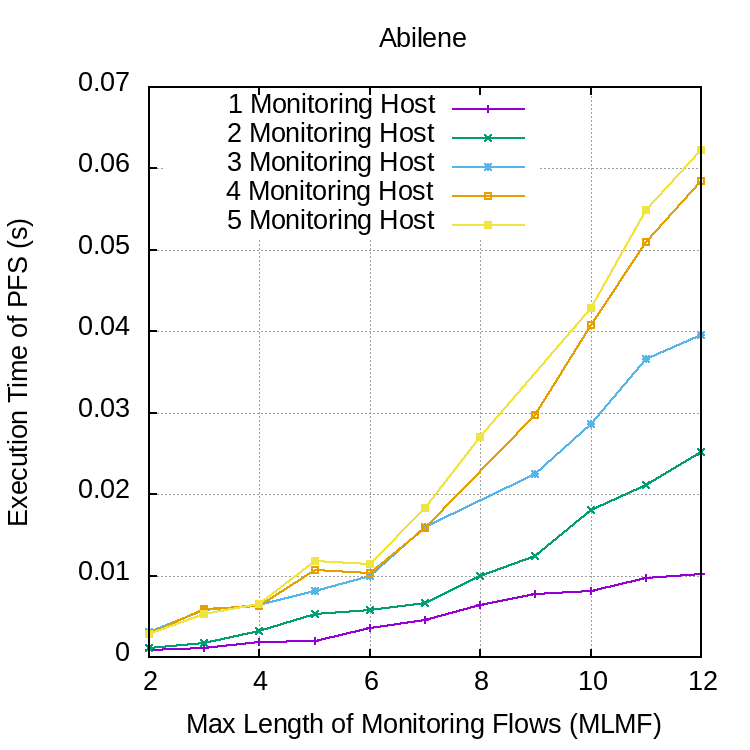 Abilene
0.07
0.06
0.05
0.04
0.03
0.02
0.01
0
Execution Time of PFS (s)
1 Monitoring Host
2 Monitoring Host
3 Monitoring Host
4 Monitoring Host
5 Monitoring Host
2 4 6 8 10 12
Max Length of Monitoring Flows (MLMF)